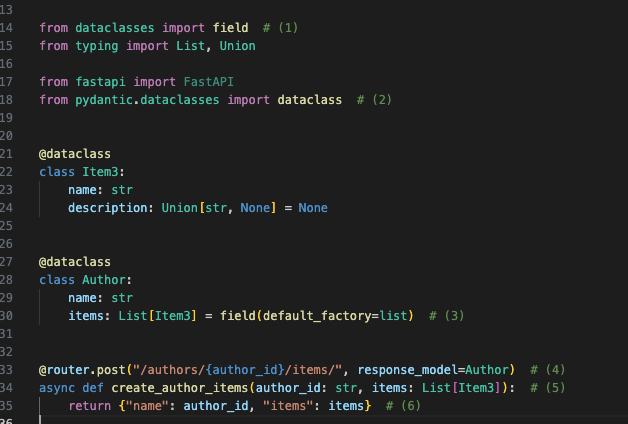 13
14 from dataclasses import field  # (1)
15 from typing import List, Union
16
17 from fastapi import FastAPI
18 from pydantic.dataclasses import dataclass  # (2)
19
20
21 @dataclass
22 class Item3:
23     name: str
24     description: Union[str, None] = None
25
26
27 @dataclass
28 class Author:
29     name: str
30     items: List[Item3] = field(default_factory=list)  # (3)
31
32
33 @router.post("/authors/{author_id}/items/", response_model=Author)  # (4)
34 async def create_author_items(author_id: str, items: List[Item3]):  # (5)
35     return {"name": author_id, "items": items}  # (6)
36